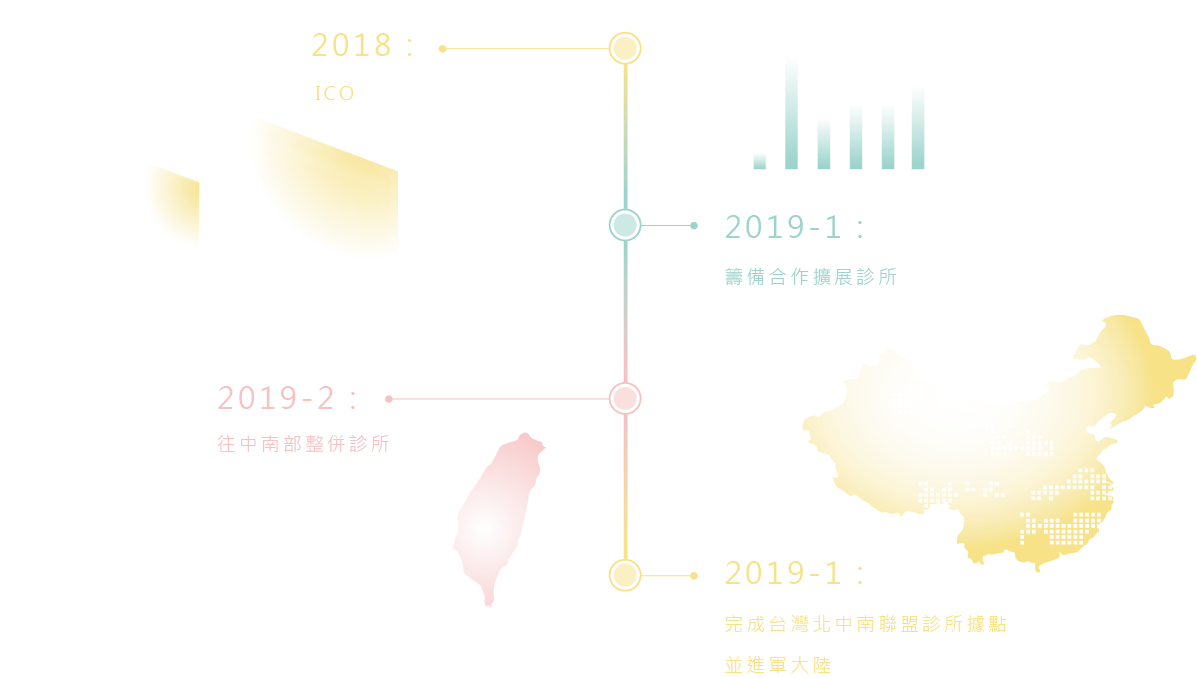 2018 :
ICO
2019-1 :
籌備合作擴展診所
2019-2 :
往中南部整併診所
2019-1 :
完成台灣北中南聯盟診所據點
並進軍大陸